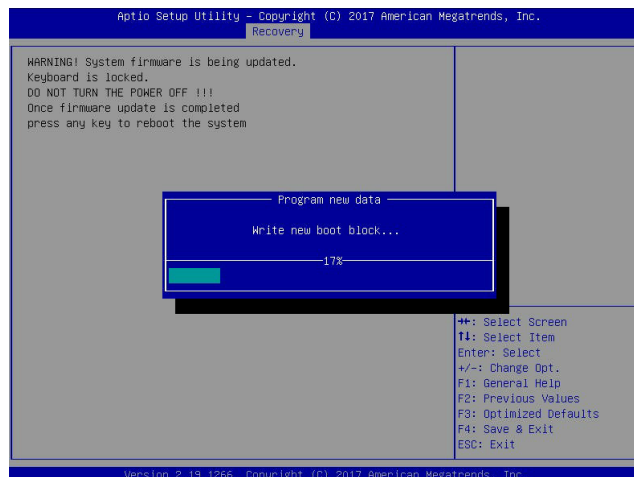 Aptio Setup Utility – Copyright (C) 2017 American Megatrends, Inc.
Recovery
WARNING! System firmware is being updated.
Keyboard is locked.
DO NOT TURN THE POWER OFF !!!
Once firmware update is completed
press any key to reboot the system
Program new data
Write new boot block...
17%
→←: Select Screen
↑↓: Select Item
Enter: Select
+/-: Change Opt.
F1: General Help
F2: Previous Values
F3: Optimized Defaults
F4: Save & Exit
ESC: Exit
Version 2.19.1266. Copyright (C) 2017 American Megatrends, Inc.